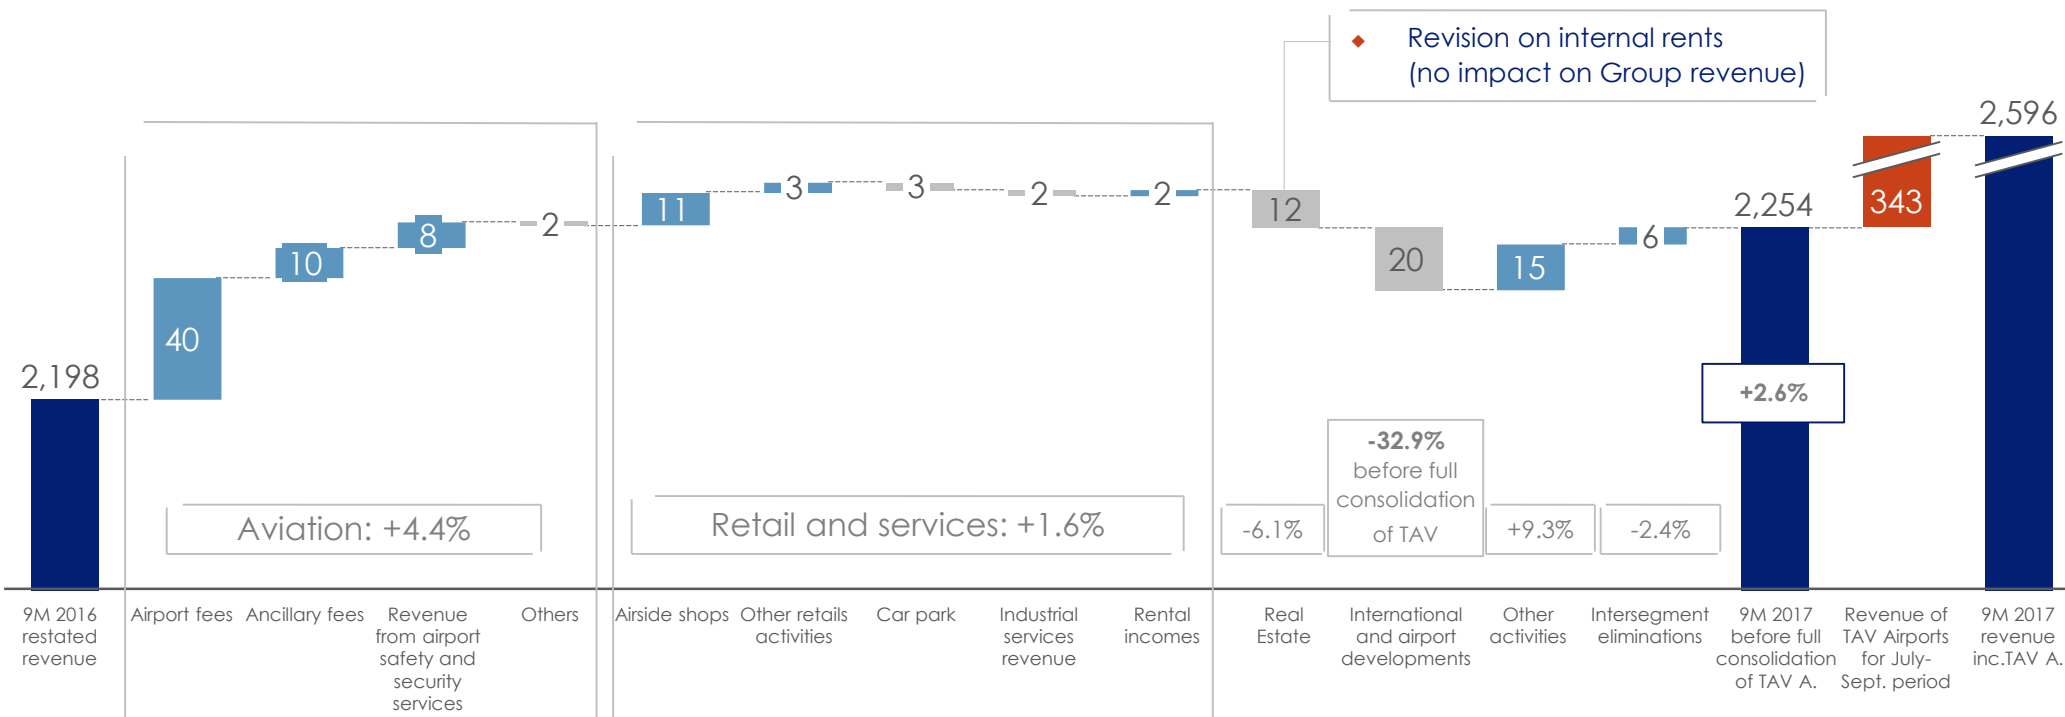 Revision on internal rents
(no impact on Group revenue)
2,596
3
3
2
2
11
12
2,254
343
8
2
6
10
20
15
40
2,198
+2.6%
-32.9%
before full
consolidation
of TAV
Aviation: +4.4%
Retail and services: +1.6%
-6.1%
+9.3%
-2.4%
9M 2016
restated
revenue
Airport fees
Ancillary fees
Revenue
from airport
safety and
security
services
Others
Airside shops
Other retails
activities
Car park
Industrial
services
revenue
Rental
incomes
Real
Estate
International
and airport
developments
Other
activities
Intersegment
eliminations
9M 2017
before full
consolidation
of TAV A.
Revenue of
TAV Airports
for July-
Sept. period
9M 2017
revenue
inc.TAV A.